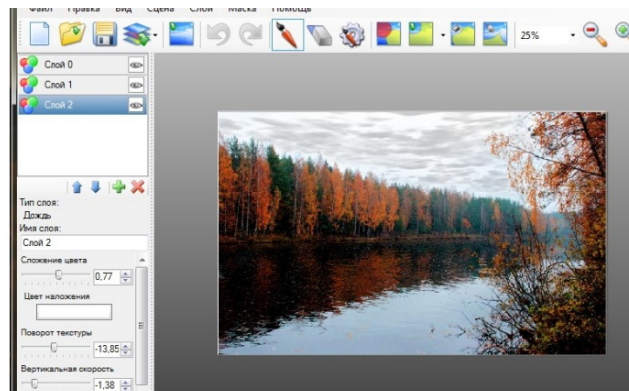 Файл Правка Вид Сцена Слои Маска Помощь
25%
Слой 0
Слой 1
Слой 2
Тип слоя:
Дождь
Имя слоя:
Слой 2
Сложение цвета
0,77
Цвет наложения
Поворот текстуры
-13,85
Вертикальная скорость
-1,38